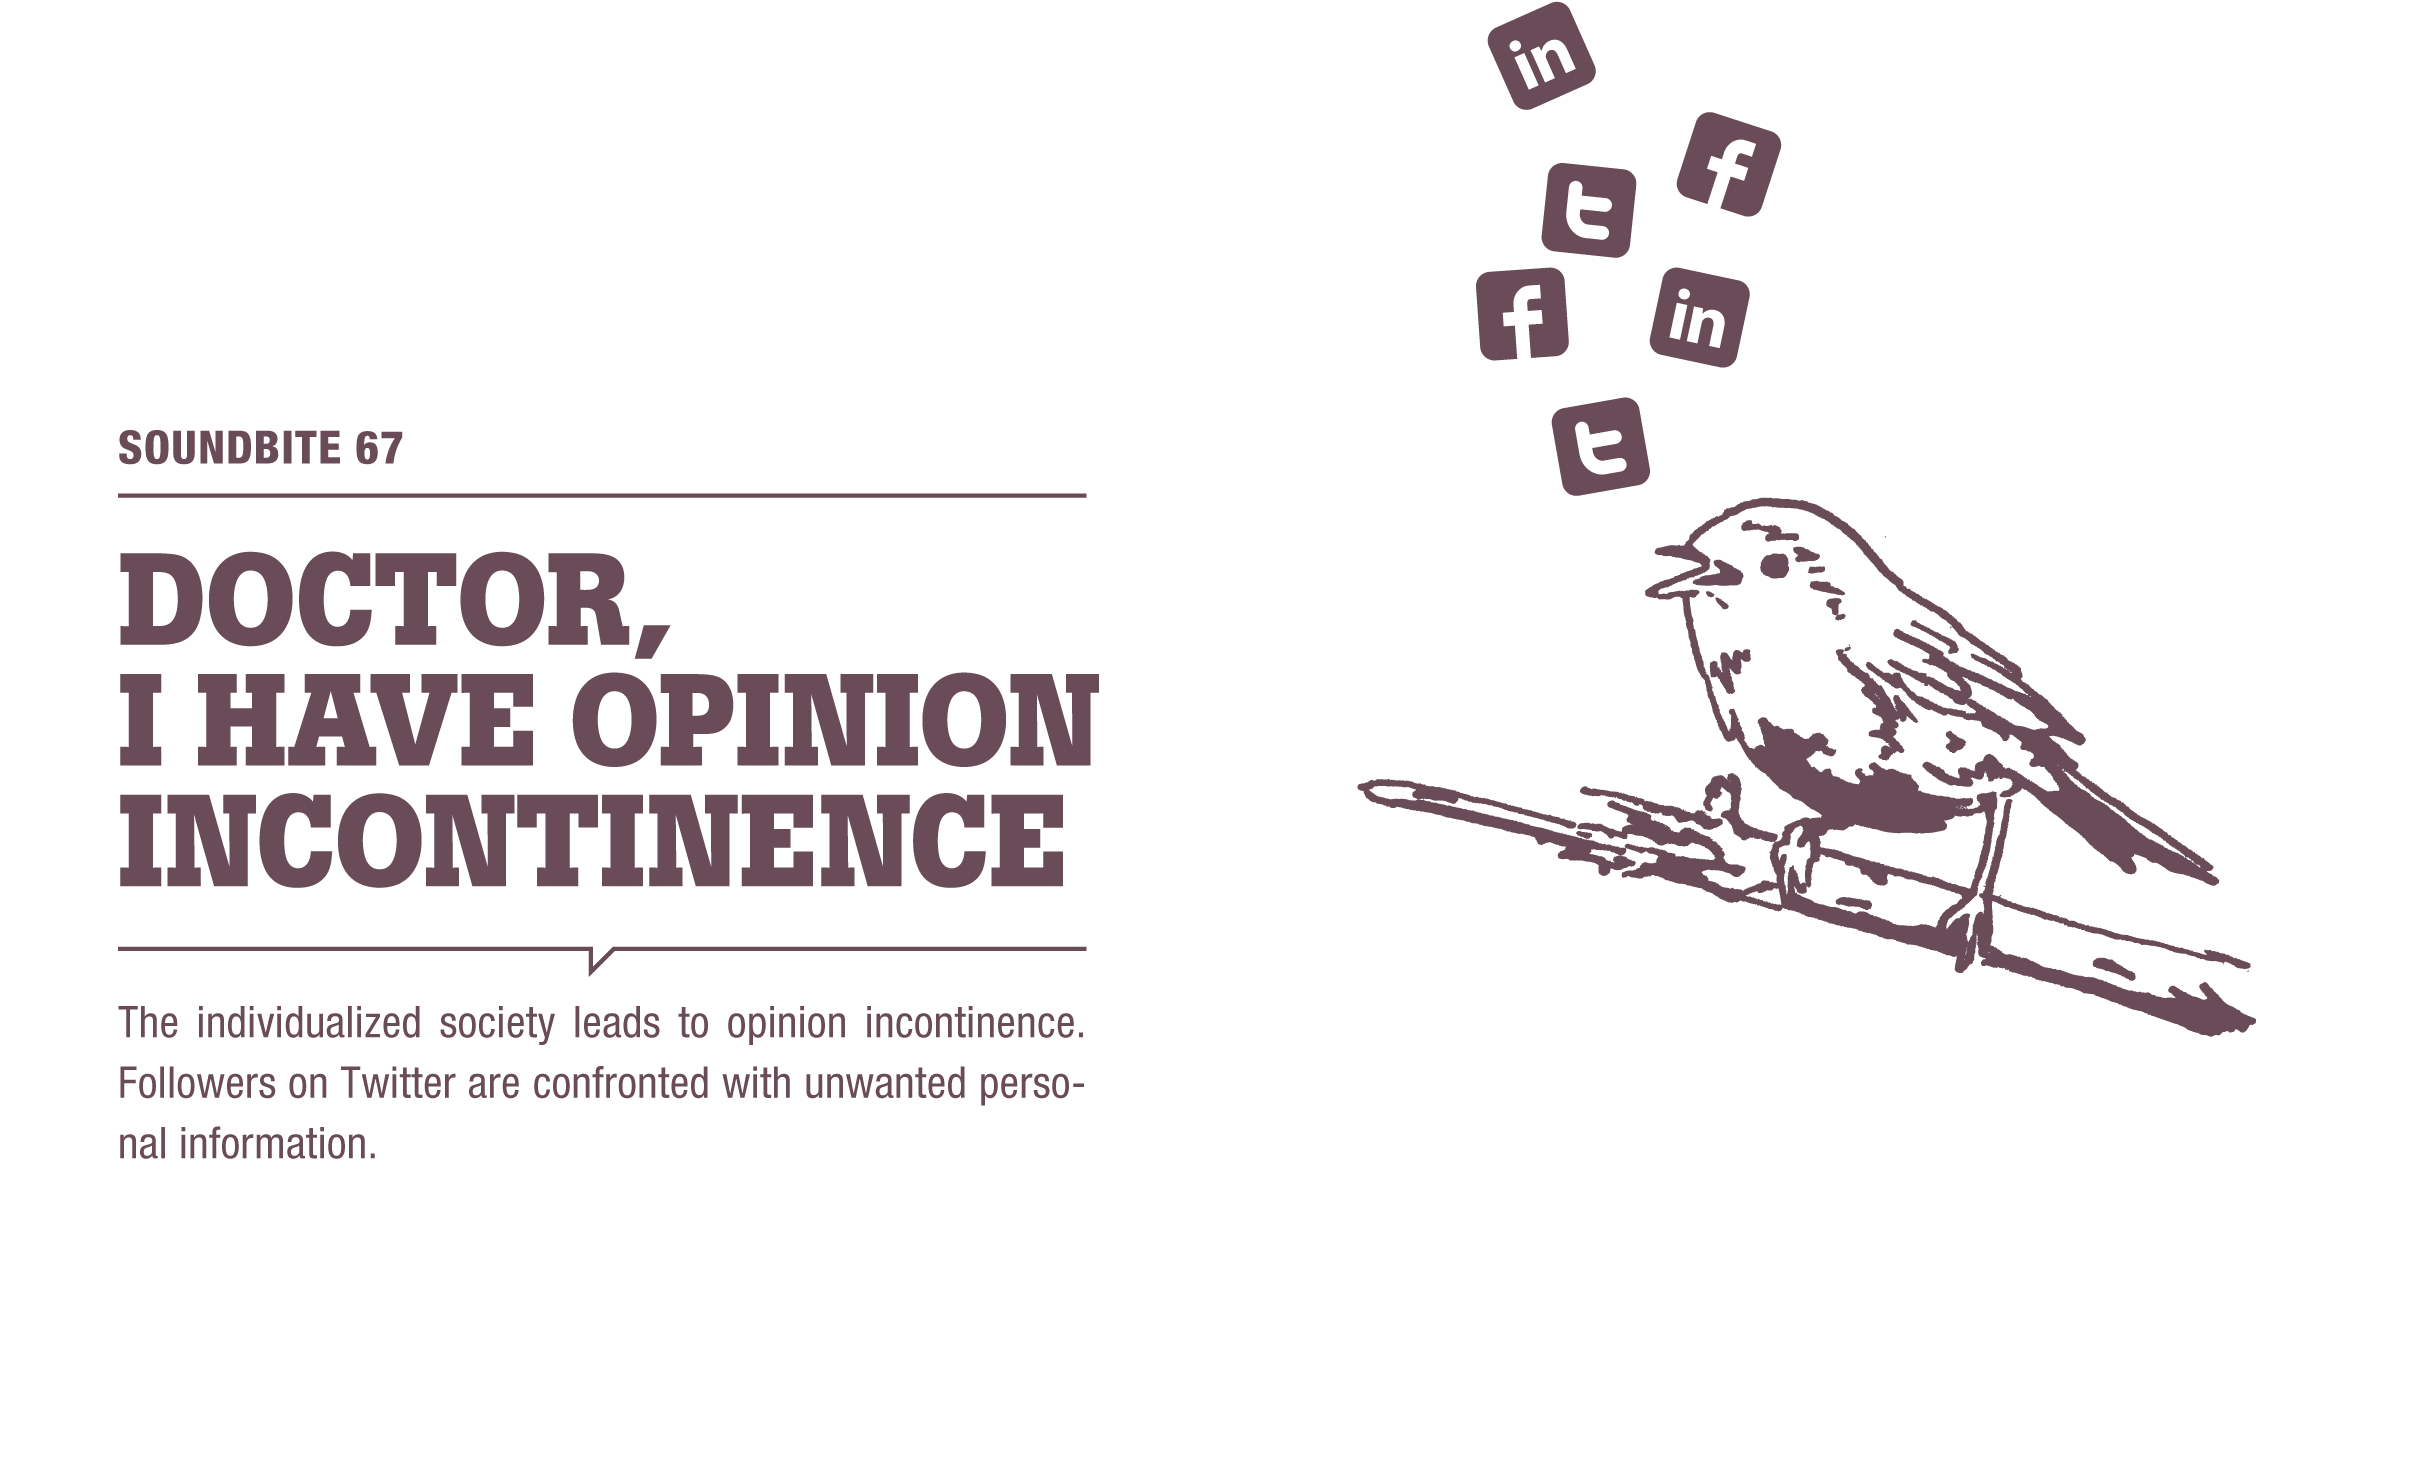 SOUNDBITE 67
DOCTOR,
I HAVE OPINION
INCONTINENCE
The individualized society leads to opinion incontinence.
Followers on Twitter are confronted with unwanted perso-
nal information.
in
f
t
f
in
t